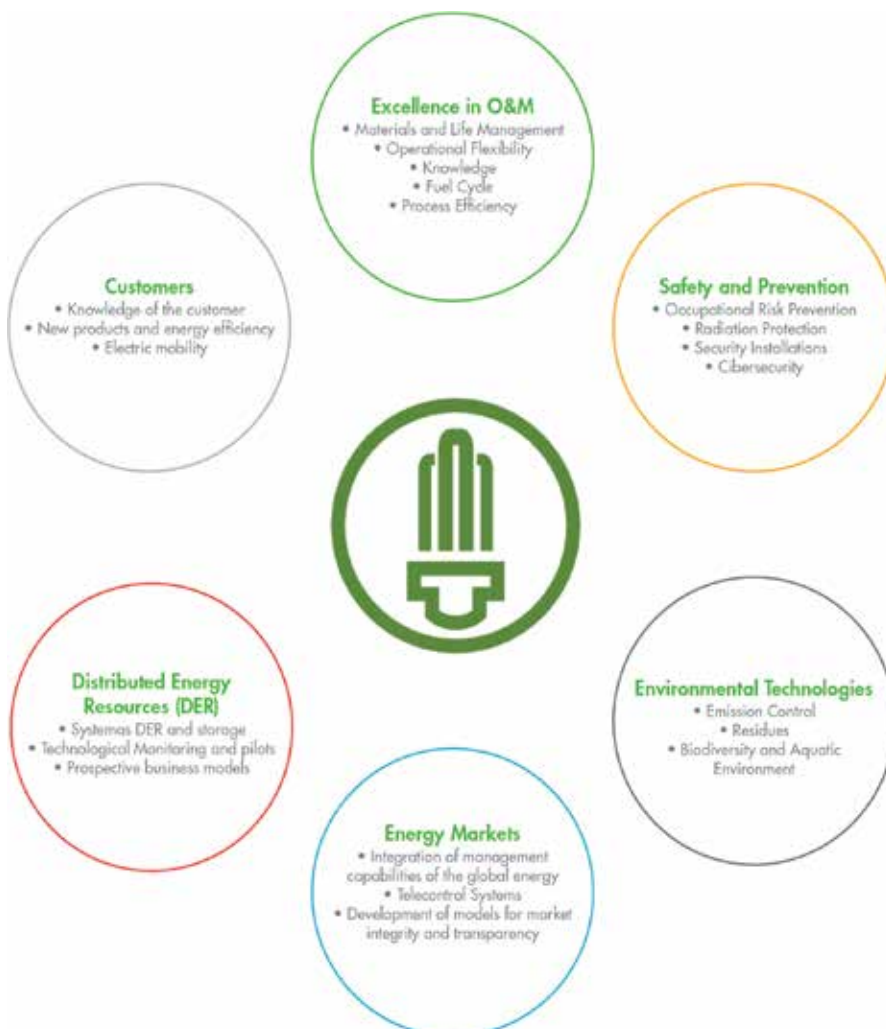 Excellence in O&M
• Materials and Life Management
• Operational Flexibility
• Knowledge
• Fuel Cycle
• Process Efficiency
Customers
• Knowledge of the customer
• New products and energy efficiency
• Electric mobility
Safety and Prevention
• Occupational Risk Prevention
• Radiation Protection
• Security Installations
• Cibersecurity
Distributed Energy
Resources (DER)
• Systemas DER and storage
• Technological Monitoring and pilots
• Prospective business models
Environmental Technologies
• Emission Control
• Residues
• Biodiversity and Aquatic
Environment
Energy Markets
• Integration of management
capabilities of the global energy
• Telecontrol Systems
• Development of models for market
integrity and transparency